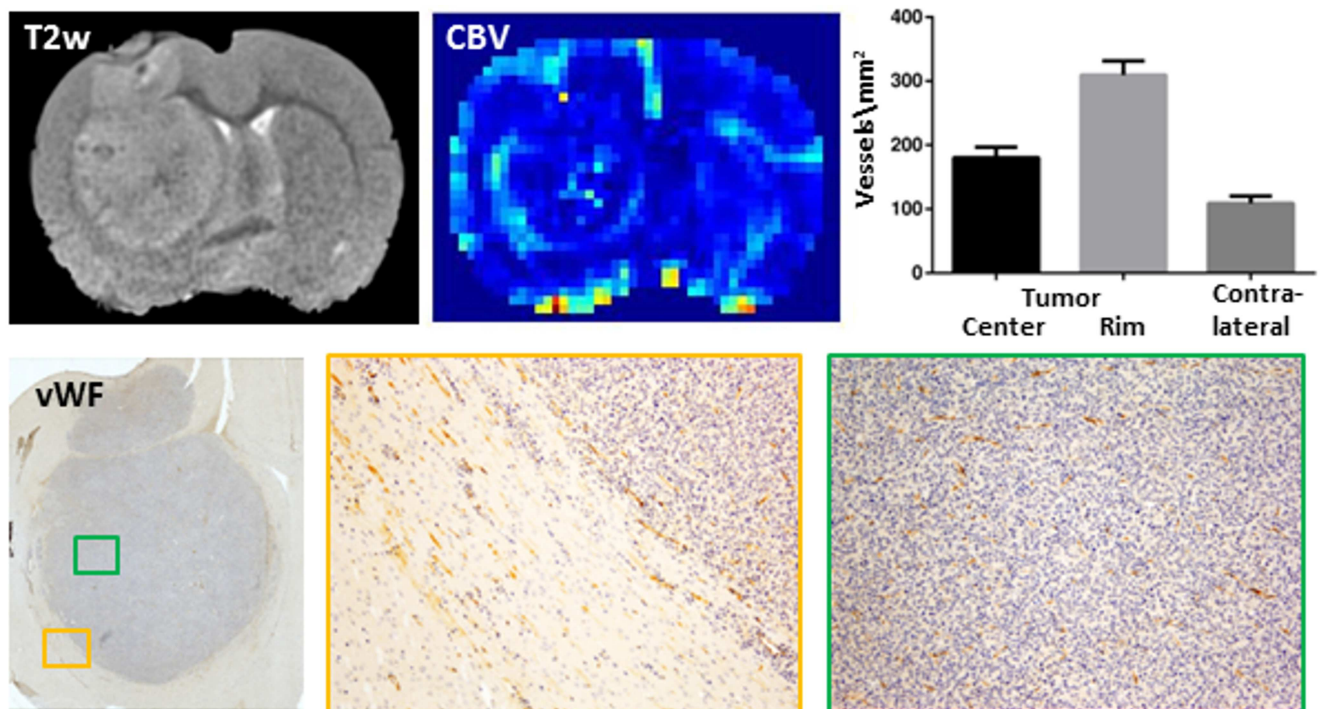 T2w
CBV
400
300
200
100
0
Vessels\mm²
Tumor
Center Rim
Contra-
lateral
vWF